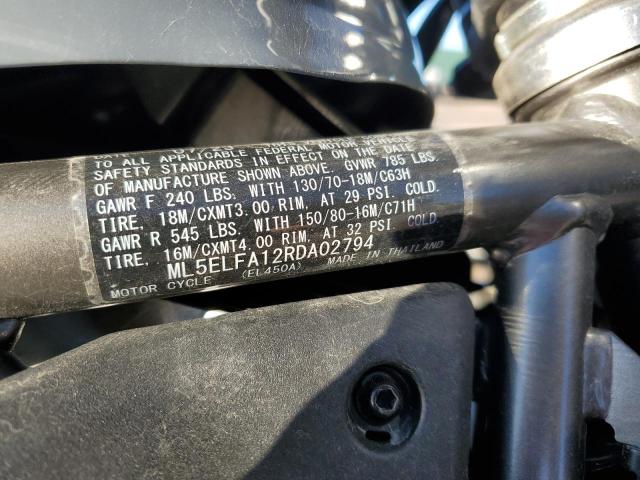 TO ALL APPLICABLE FEDERAL MOTOR VEHICLE
SAFETY STANDARDS IN EFFECT ON THE DATE
OF MANUFACTURE SHOWN ABOVE. GVWR 785 LBS.
GAWR F 240 LBS. WITH 130/70-18M/C63H
TIRE, 18M/CXMT3.00 RIM, AT 29 PSI. COLD.
GAWR R 545 LBS. WITH 150/80-16M/C71H
TIRE, 16M/CXMT4.00 RIM, AT 32 PSI COLD.
ML5ELFA12RDA02794
MOTOR CYCLE (EL450A) MADE IN THAILAND